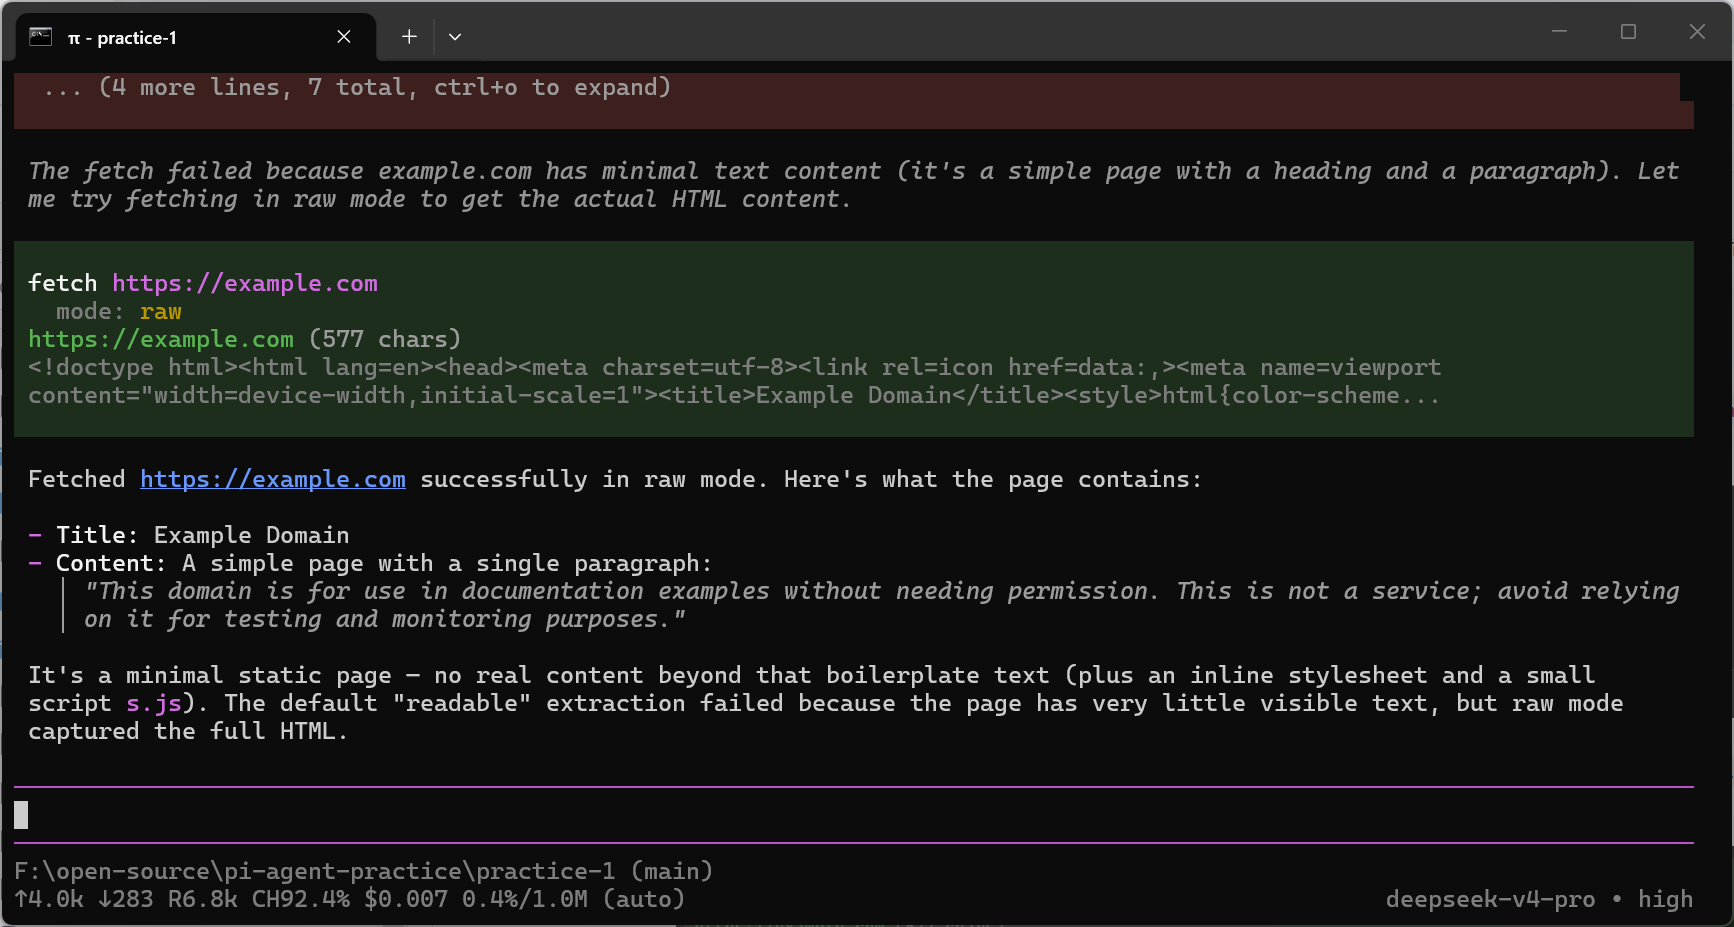 π - practice-1
... (4 more lines, 7 total, ctrl+o to expand)
The fetch failed because example.com has minimal text content (it's a simple page with a heading and a paragraph). Let
me try fetching in raw mode to get the actual HTML content.
fetch https://example.com
mode: raw
https://example.com (577 chars)
<!doctype html><html lang=en><head><meta charset=utf-8><link rel=icon href=data:,><meta name=viewport
content="width=device-width,initial-scale=1"><title>Example Domain</title><style>html{color-scheme...
Fetched https://example.com successfully in raw mode. Here's what the page contains:
- Title: Example Domain
- Content: A simple page with a single paragraph:
"This domain is for use in documentation examples without needing permission. This is not a service; avoid relying
on it for testing and monitoring purposes."
It's a minimal static page — no real content beyond that boilerplate text (plus an inline stylesheet and a small
script s.js). The default "readable" extraction failed because the page has very little visible text, but raw mode
captured the full HTML.
F:\open-source\pi-agent-practice\practice-1 (main)
↑4.0k ↓283 R6.8k CH92.4% $0.007 0.4%/1.0M (auto)
deepseek-v4-pro • high